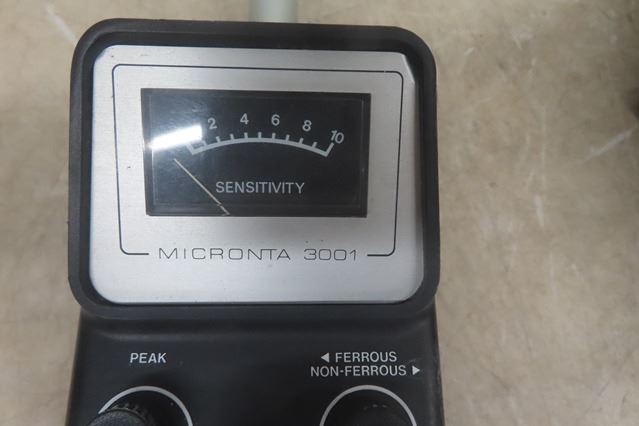 2 4 6 8 10
SENSITIVITY
MICRONTA 3001
PEAK
◄ FERROUS
NON-FERROUS ►